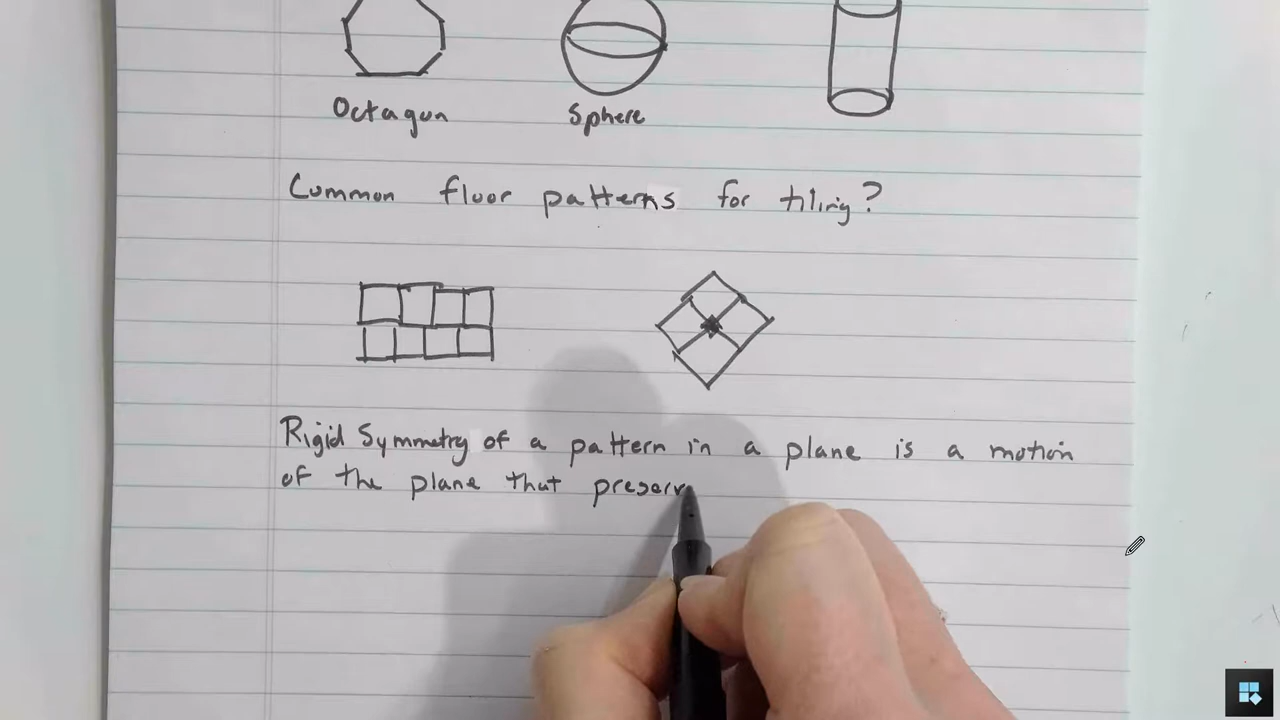 Octagon Sphere
Common floor patterns for tiling?
Rigid Symmetry of a pattern in a plane is a motion
of the plane that preserv